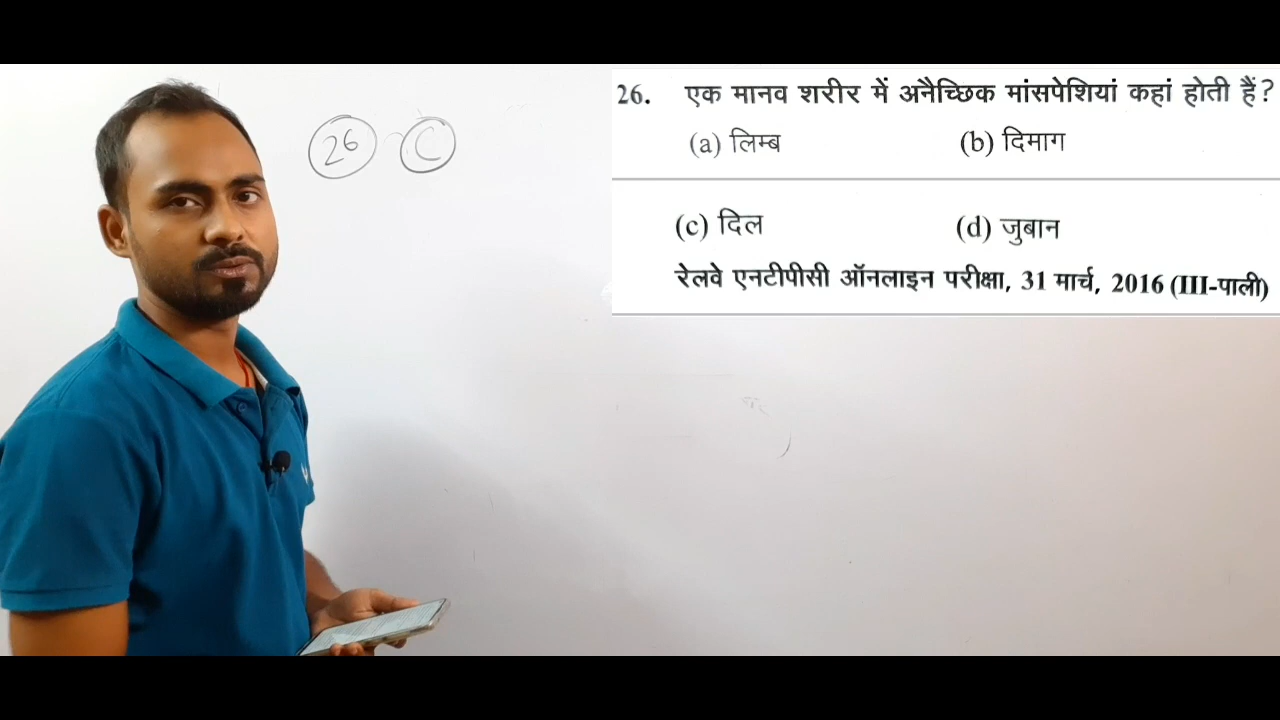 26 C
26. एक मानव शरीर में अनैच्छिक मांसपेशियां कहां होती हैं?
(a) लिम्ब (b) दिमाग
(c) दिल (d) जुबान
रेलवे एनटीपीसी ऑनलाइन परीक्षा, 31 मार्च, 2016 (III-पाली)